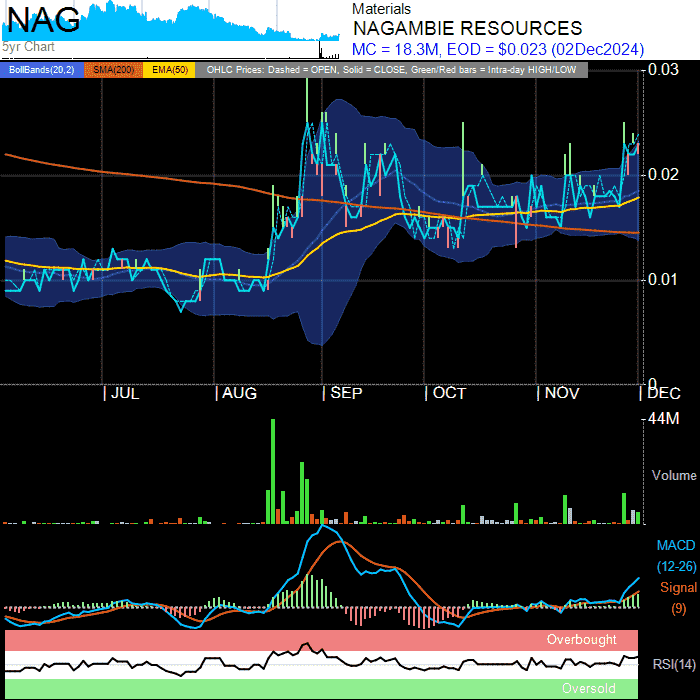 NAG
5yr Chart
Materials
NAGAMBIE RESOURCES
MC = 18.3M, EOD = $0.023 (02Dec2024)
BollBands(20,2) SMA(200) EMA(50) OHLC Prices: Dashed = OPEN, Solid = CLOSE, Green/Red bars = Intra-day HIGH/LOW
0.03
0.02
0.01
0
JUL AUG SEP OCT NOV DEC
44M
Volume
MACD
(12-26)
Signal
(9)
Overbought
RSI(14)
Oversold